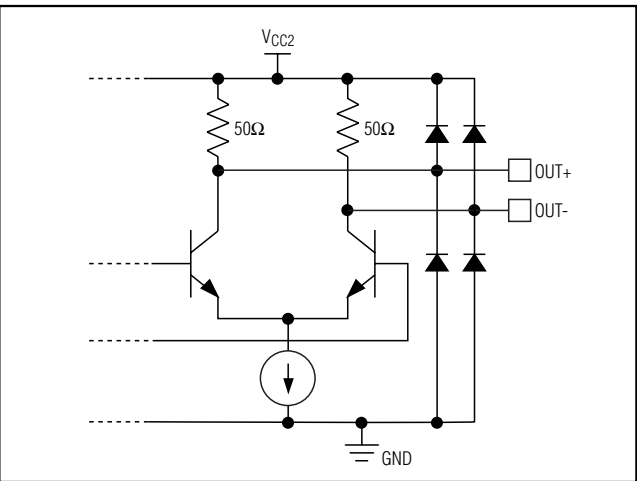 VCC2
50Ω
50Ω
OUT+
OUT-
GND